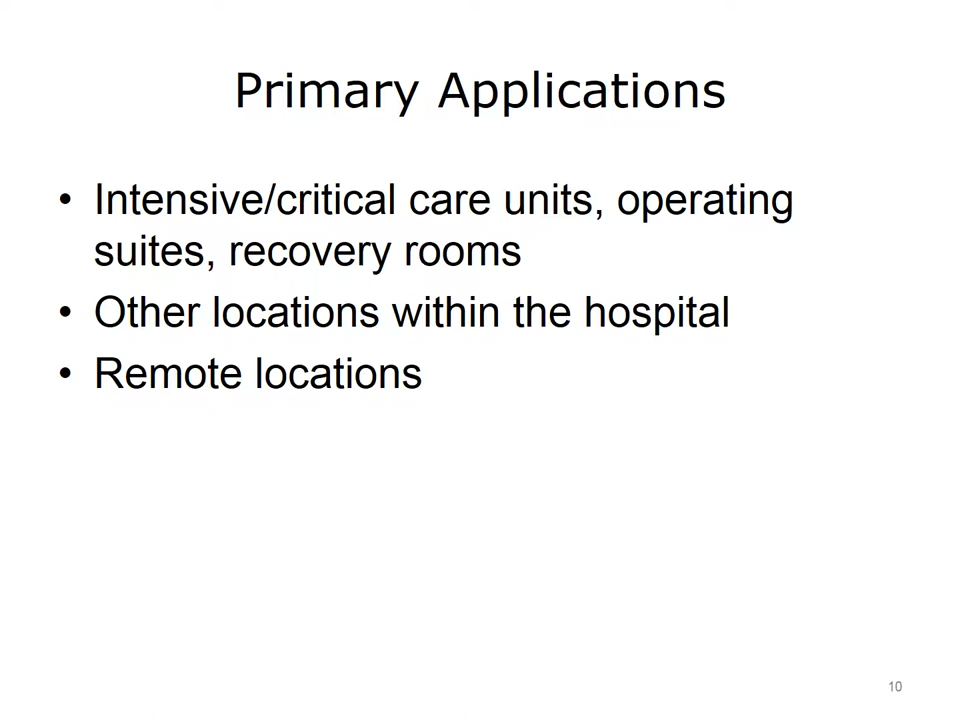 Primary Applications
• Intensive/critical care units, operating
suites, recovery rooms
• Other locations within the hospital
• Remote locations
10